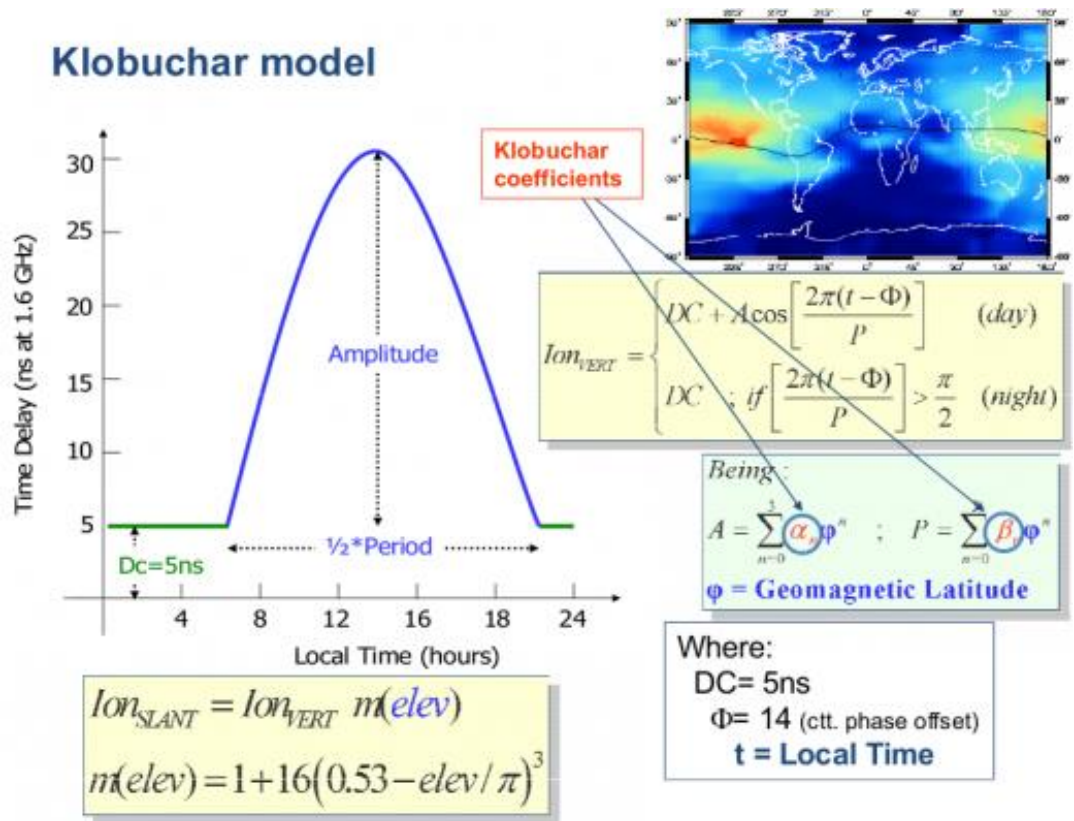 Klobuchar model
Klobuchar
coefficients
Time Delay (ns at 1.6 GHz)
30
25
20
15
10
5
Amplitude
½*Period
Dc=5ns
4 8 12 16 18 12 24
Local Time (hours)
Ion_SLANT = Ion_VERT m(elev)
m(elev) = 1+16(0.53−elev/π)^3
Ion_VERT = { DC + A cos[2π(t−Φ)/P] (day)
DC ; if [2π(t−Φ)/P] > π/2 (night)
Being :
A = ∑_{n=0}^{3} α_n φ^n ; P = ∑_{n=0} β_n φ^n
φ = Geomagnetic Latitude
Where:
DC= 5ns
Φ= 14 (ctt. phase offset)
t = Local Time